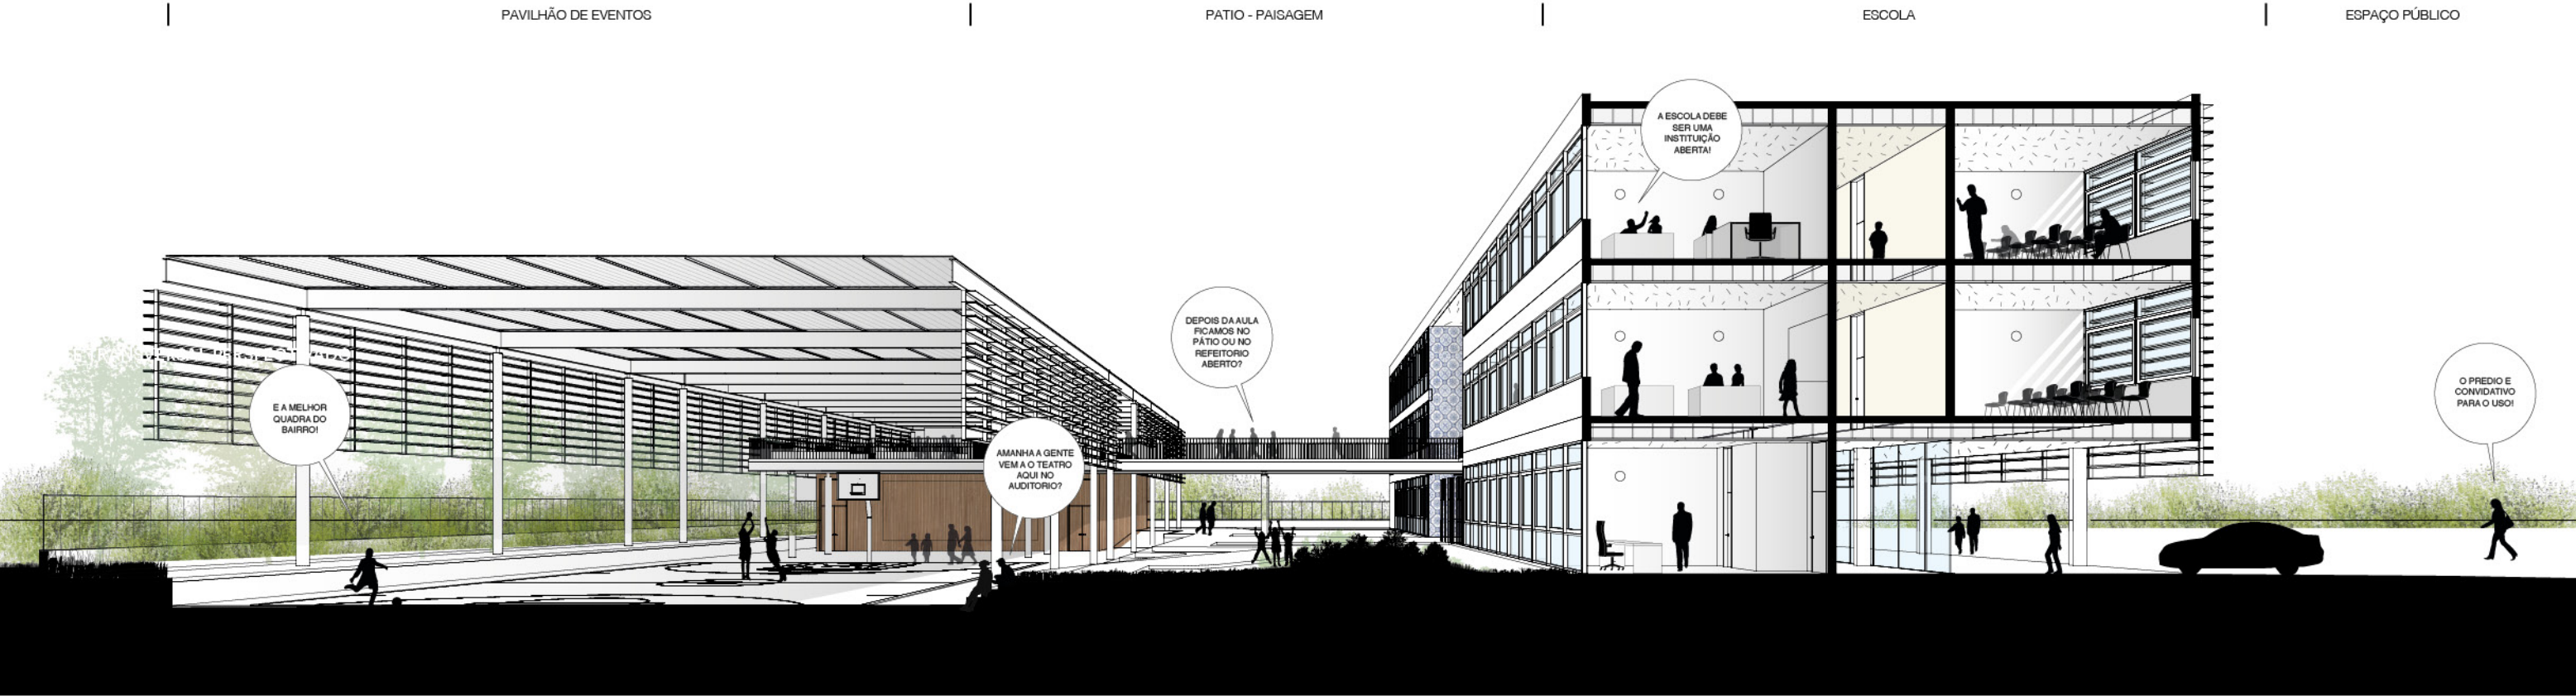 PAVILHÃO DE EVENTOS
PATIO - PAISAGEM
ESCOLA
ESPAÇO PÚBLICO
A ESCOLA DEBE
SER UMA
INSTITUIÇÃO
ABERTA!
DEPOIS DA AULA
FICAMOS NO
PÁTIO OU NO
REFEITORIO
ABERTO?
E A MELHOR
QUADRA DO
BAIRRO!
AMANHA A GENTE
VEM A O TEATRO
AQUI NO
AUDITORIO?
O PREDIO E
CONVIDATIVO
PARA O USO!
TRANSVERSAL PERSPECTIVADO